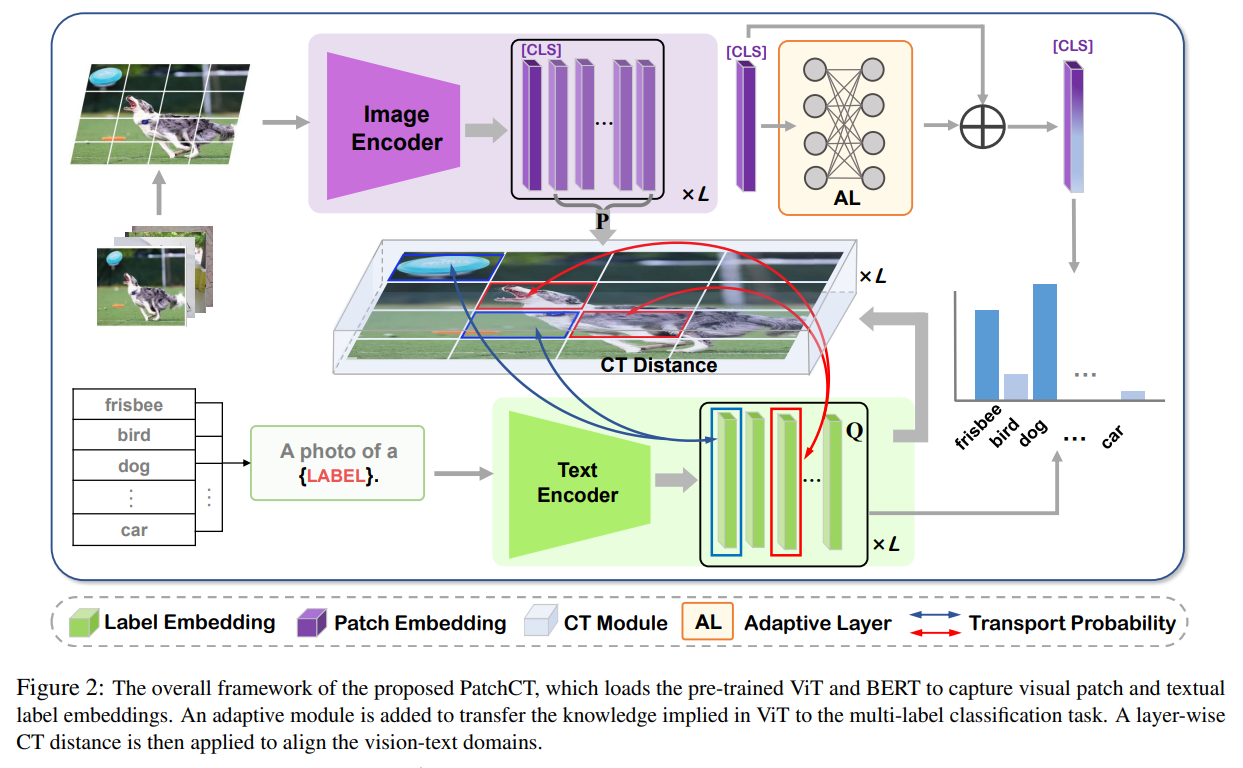 [CLS]
Image
Encoder
...
×L
P
[CLS]
AL
[CLS]
×L
CT Distance
frisbee
bird
dog
⋮
car
⋮
A photo of a
{LABEL}.
Text
Encoder
Q
...
×L
...
frisbee
bird
dog
...
car
Label Embedding
Patch Embedding
CT Module
AL
Adaptive Layer
Transport Probability
Figure 2: The overall framework of the proposed PatchCT, which loads the pre-trained ViT and BERT to capture visual patch and textual
label embeddings. An adaptive module is added to transfer the knowledge implied in ViT to the multi-label classification task. A layer-wise
CT distance is then applied to align the vision-text domains.